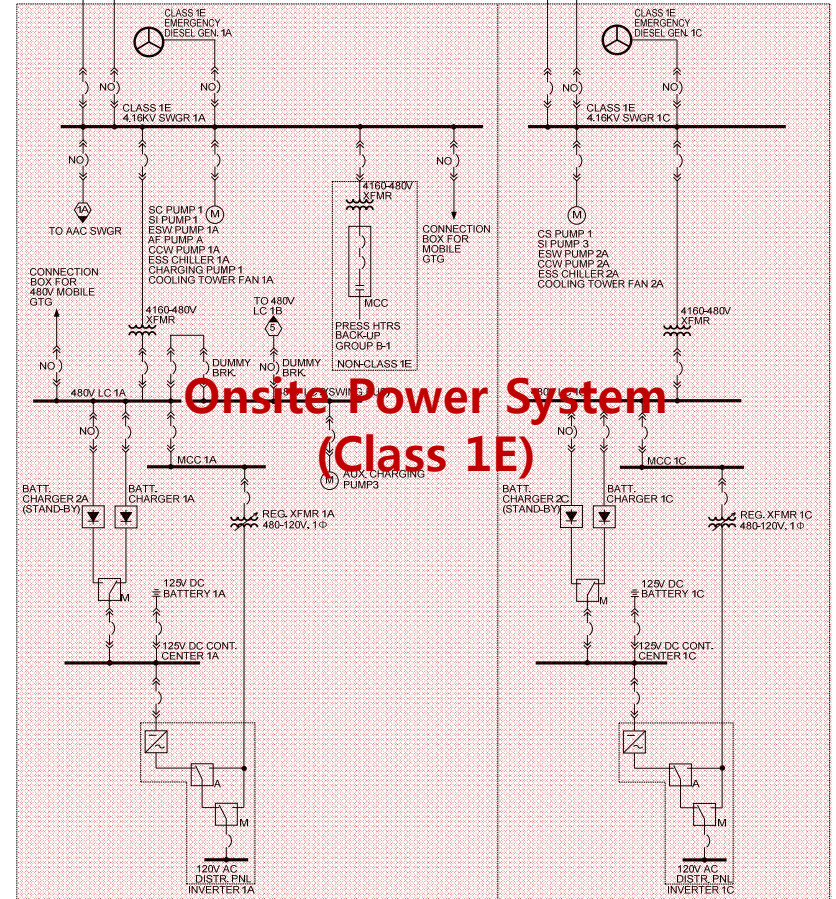 CLASS 1E
EMERGENCY
DIESEL GEN. 1A
NO
NO
CLASS 1E
4.16KV SWGR 1A
NO
NO
1A
TO AAC SWGR
SC PUMP 1
SI PUMP 1
ESW PUMP 1A
AF PUMP A
CCW PUMP 1A
ESS CHILLER 1A
CHARGING PUMP 1
COOLING TOWER FAN 1A
M
4160-480V
XFMR
MCC
PRESS HTRS
BACK-UP
GROUP B-1
NON-CLASS 1E
CONNECTION
BOX FOR
MOBILE
GTG
CONNECTION
BOX FOR
480V MOBILE
GTG
4160-480V
XFMR
TO 480V
LC 1B
5
NO
DUMMY
BRK.
NO
DUMMY
BRK.
480V LC 1A
Onsite Power System
(Class 1E)
NO
MCC 1A
M
AUX. CHARGING
PUMP3
BATT.
CHARGER 2A
(STAND-BY)
BATT.
CHARGER 1A
REG. XFMR 1A
480-120V, 1Φ
M
125V DC
BATTERY 1A
125V DC CONT.
CENTER 1A
A
M
120V AC
DISTR. PNL
INVERTER 1A
CLASS 1E
EMERGENCY
DIESEL GEN. 1C
NO
NO
CLASS 1E
4.16KV SWGR 1C
M
CS PUMP 1
SI PUMP 3
ESW PUMP 2A
CCW PUMP 2A
ESS CHILLER 2A
COOLING TOWER FAN 2A
4160-480V
XFMR
NO
MCC 1C
BATT.
CHARGER 2C
(STAND-BY)
BATT.
CHARGER 1C
REG. XFMR 1C
480-120V, 1Φ
M
125V DC
BATTERY 1C
125V DC CONT.
CENTER 1C
A
M
120V AC
DISTR. PNL
INVERTER 1C